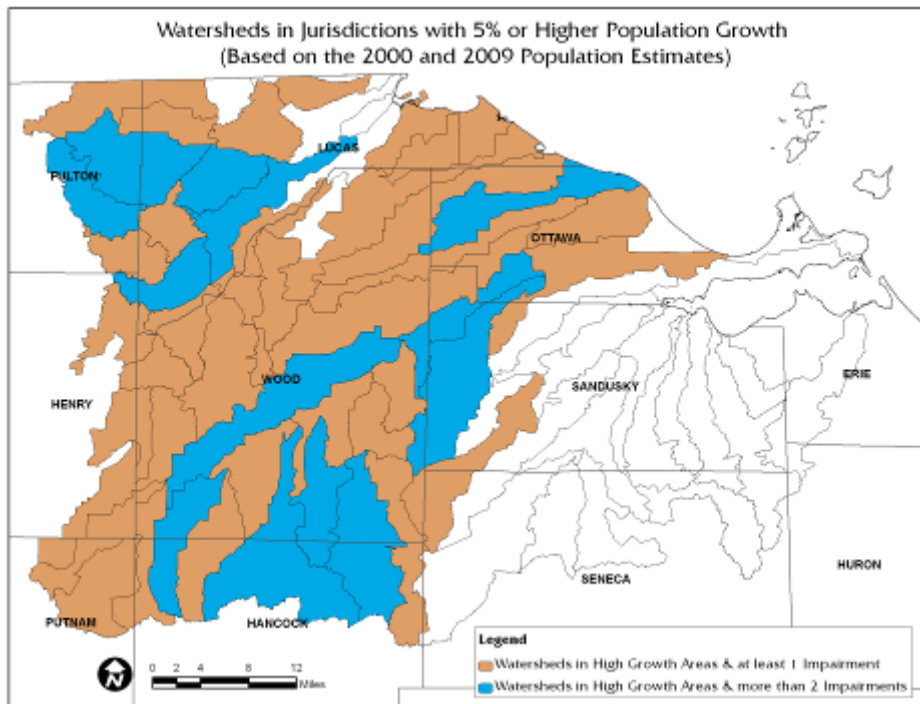 Watersheds in Jurisdictions with 5% or Higher Population Growth
(Based on the 2000 and 2009 Population Estimates)
LUCAS
FULTON
OTTAWA
WOOD
SANDUSKY
ERIE
HENRY
HURON
SENECA
PUTNAM
HANCOCK
Legend
Watersheds in High Growth Areas & at least 1 Impairment
Watersheds in High Growth Areas & more than 2 Impairments
N
0 2 4 8 12
Miles